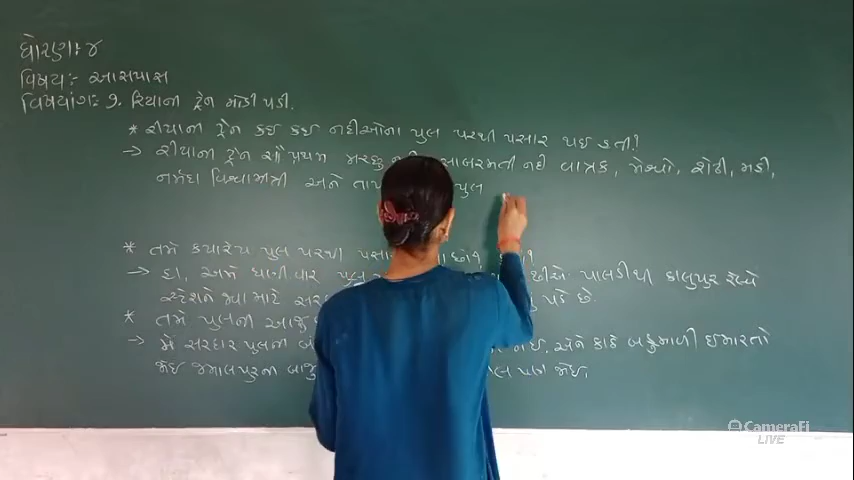 ધોરણ:૪
વિષય:- આસપાસ
વિષયાંગ: ૭. રિયાની ટ્રેન મોડી પડી.
* રીયાની ટ્રેન કઇ કઇ નદીઓના પુલ પરથી પસાર થઇ હતી?
→ રીયાની ટ્રેન સૌ પ્રથમ મચ્છુ સાબરમતી નદી વાત્રક, મેશ્વો, શેઢી, મહી,
નર્મદા વિશ્વામીત્રી અને પુલ
* તમે કયારેય પુલ પરથી છો?
→ હા, અમે ઘણીવાર પુલ છીએ. પાલડીથી કાલુપુર રેલ્વે
સ્ટેશને જવા માટે પડે છે.
* તમે પુલની આજુ
→ મેં સરદાર પુલની અને કાંઠે બહુમાળી ઇમારતો
જોઇ જમાલપુરના પણ જોઇ.
CameraFi
LIVE